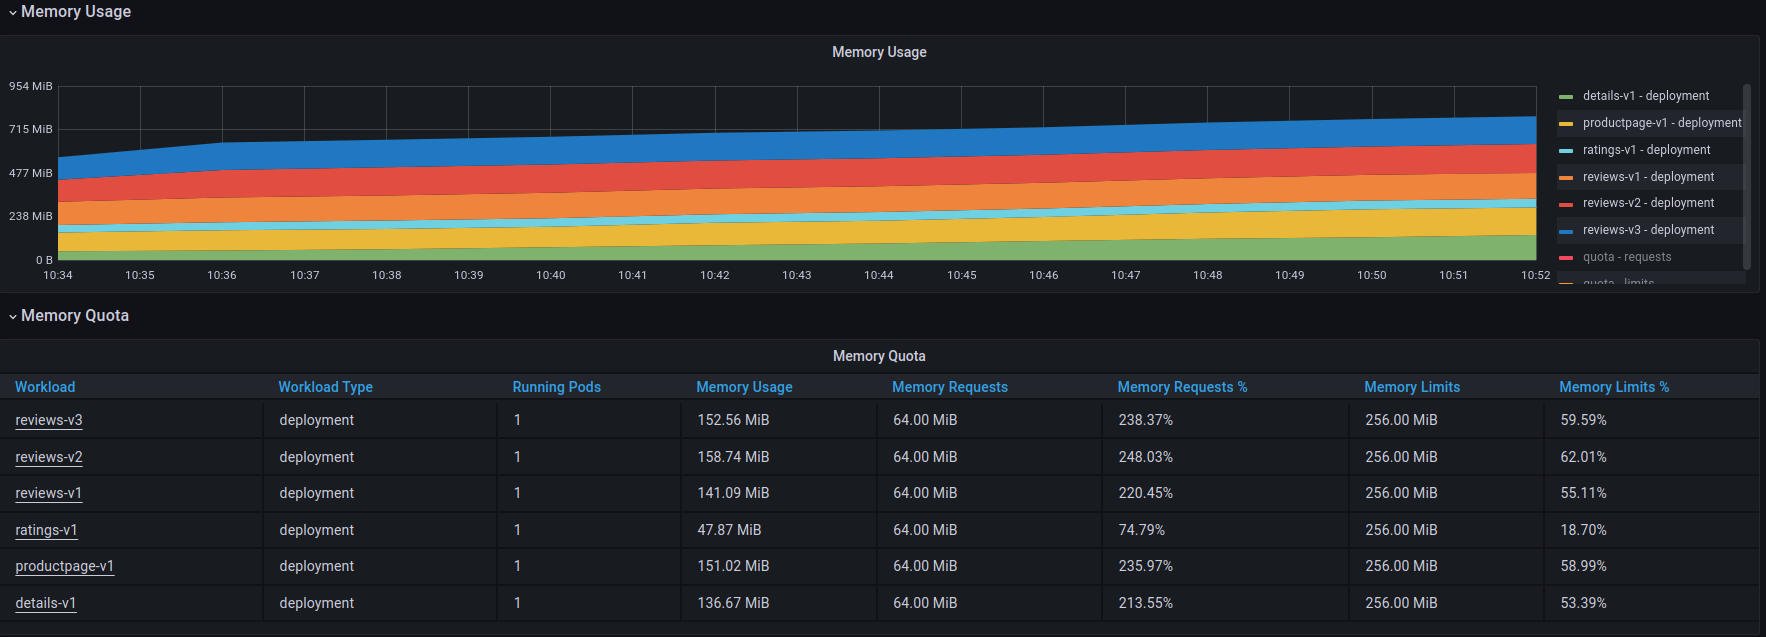 Memory Usage
Memory Usage
954 MiB
715 MiB
477 MiB
238 MiB
0 B
10:34 10:35 10:36 10:37 10:38 10:39 10:40 10:41 10:42 10:43 10:44 10:45 10:46 10:47 10:48 10:49 10:50 10:51 10:52
details-v1 - deployment
productpage-v1 - deployment
ratings-v1 - deployment
reviews-v1 - deployment
reviews-v2 - deployment
reviews-v3 - deployment
quota - requests
quota - limits
Memory Quota
Memory Quota
Workload Workload Type Running Pods Memory Usage Memory Requests Memory Requests % Memory Limits Memory Limits %
reviews-v3 deployment 1 152.56 MiB 64.00 MiB 238.37% 256.00 MiB 59.59%
reviews-v2 deployment 1 158.74 MiB 64.00 MiB 248.03% 256.00 MiB 62.01%
reviews-v1 deployment 1 141.09 MiB 64.00 MiB 220.45% 256.00 MiB 55.11%
ratings-v1 deployment 1 47.87 MiB 64.00 MiB 74.79% 256.00 MiB 18.70%
productpage-v1 deployment 1 151.02 MiB 64.00 MiB 235.97% 256.00 MiB 58.99%
details-v1 deployment 1 136.67 MiB 64.00 MiB 213.55% 256.00 MiB 53.39%